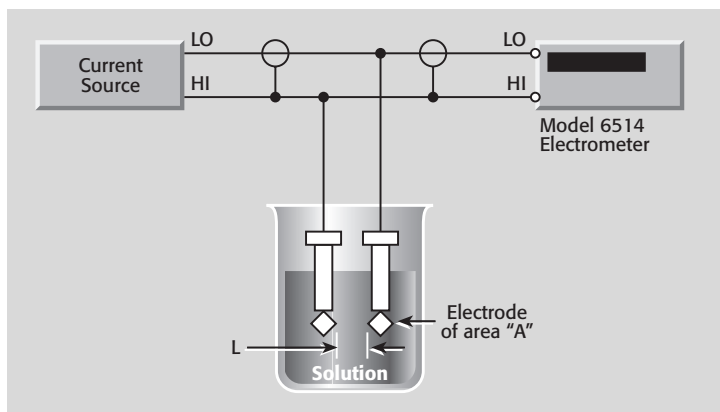 LO
LO
Current
Source
HI
HI
Model 6514
Electrometer
Electrode
of area “A”
L
Solution